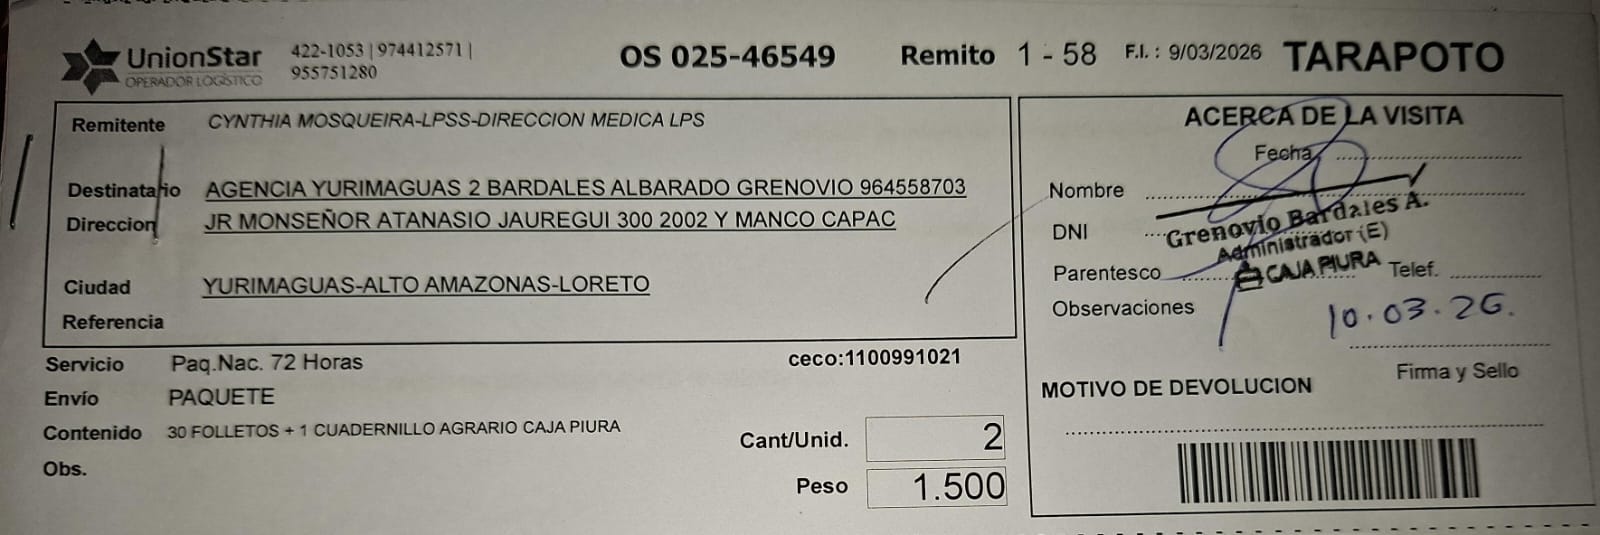 UnionStar
OPERADOR LOGÍSTICO
422-1053 | 974412571 |
955751280
OS 025-46549
Remito 1 - 58
F.I. : 9/03/2026
TARAPOTO
Remitente CYNTHIA MOSQUEIRA-LPSS-DIRECCION MEDICA LPS
Destinatario AGENCIA YURIMAGUAS 2 BARDALES ALBARADO GRENOVIO 964558703
Direccion JR MONSEÑOR ATANASIO JAUREGUI 300 2002 Y MANCO CAPAC
Ciudad YURIMAGUAS-ALTO AMAZONAS-LORETO
Referencia
Servicio Paq.Nac. 72 Horas
ceco:1100991021
Envío PAQUETE
Contenido 30 FOLLETOS + 1 CUADERNILLO AGRARIO CAJA PIURA
Obs.
Cant/Unid. 2
Peso 1.500
ACERCA DE LA VISITA
Fecha
Nombre
DNI
Grenovio Bardales A.
Administrador (E)
CAJA PIURA
Parentesco
Telef.
Observaciones
10.03.26.
Firma y Sello
MOTIVO DE DEVOLUCION